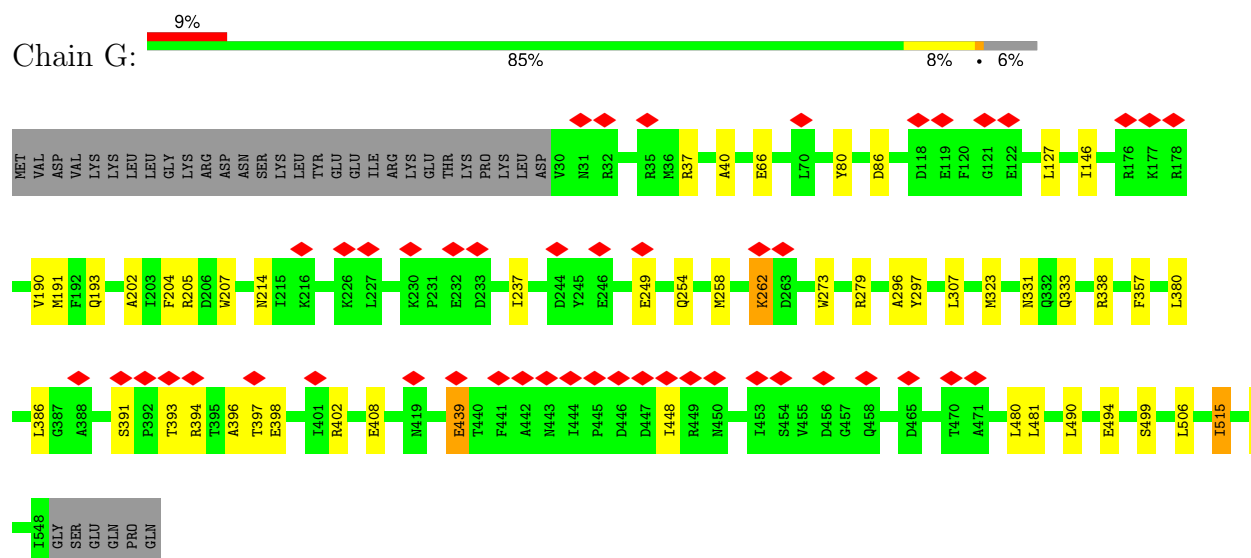 9%
Chain G:
85% 8% • 6%
MET VAL ASP VAL LYS LYS LEU LEU GLY LYS ARG ASP ASN SER LYS LEU TYR GLU GLU ILE ARG LYS GLU THR LYS PRO LYS LEU ASP V30 N31 R32 R35 M36 R37 A40 E66 L70 Y80 D86 D118 E119 F120 G121 E122 L127 I146 R176 K177 R178
V190 M191 F192 Q193 A202 I203 F204 R205 D206 W207 N214 I215 K216 K226 L227 K230 P231 E232 D233 I237 D244 Y245 E246 E249 Q254 M258 K262 D263 W273 R279 A296 Y297 L307 M323 N331 Q332 Q333 R338 F357 L380
L386 G387 A388 S391 P392 T393 R394 T395 A396 T397 E398 I401 R402 E408 N419 E439 T440 F441 A442 N443 I444 P445 D446 D447 I448 R449 N450 I453 S454 V455 D456 G457 Q458 D465 T470 A471 L480 L481 L490 E494 S499 L506 I515
I548 GLY SER GLU GLN PRO GLN